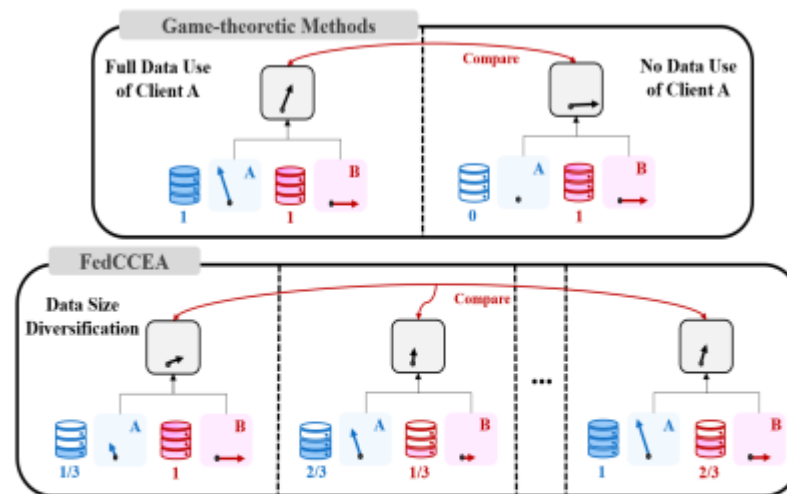 Game-theoretic Methods
Full Data Use
of Client A
Compare
No Data Use
of Client A
A
B
A
B
1
1
0
1
FedCCEA
Data Size
Diversification
Compare
...
A
B
A
B
A
B
1/3
1
2/3
1/3
1
2/3